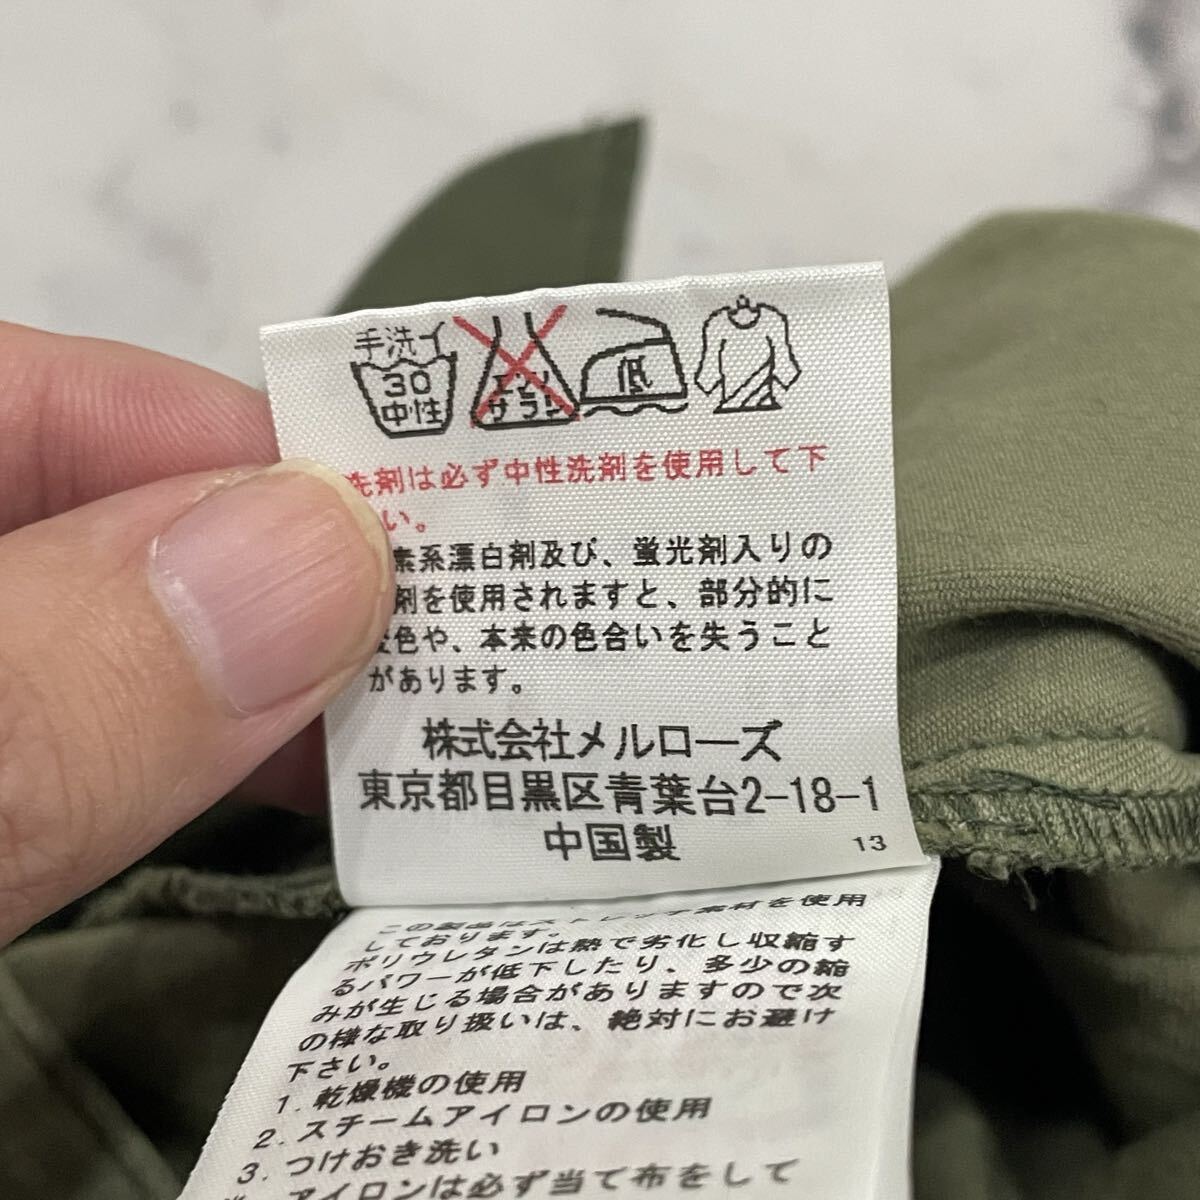 手洗イ
30
中性
エンソ
サラシ
低
洗剤は必ず中性洗剤を使用して下
い。
素系漂白剤及び、蛍光剤入りの
剤を使用されますと、部分的に
変色や、本来の色合いを失うこと
があります。
株式会社メルローズ
東京都目黒区青葉台2-18-1
中国製
13
この製品はストレッチ素材を使用
しております。
ポリウレタンは熱で劣化し収縮す
るパワーが低下したり、多少の縮
みが生じる場合がありますので次
の様な取り扱いは、絶対にお避け
下さい。
1.乾燥機の使用
2.スチームアイロンの使用
3.つけおき洗い
アイロンは必ず当て布をして